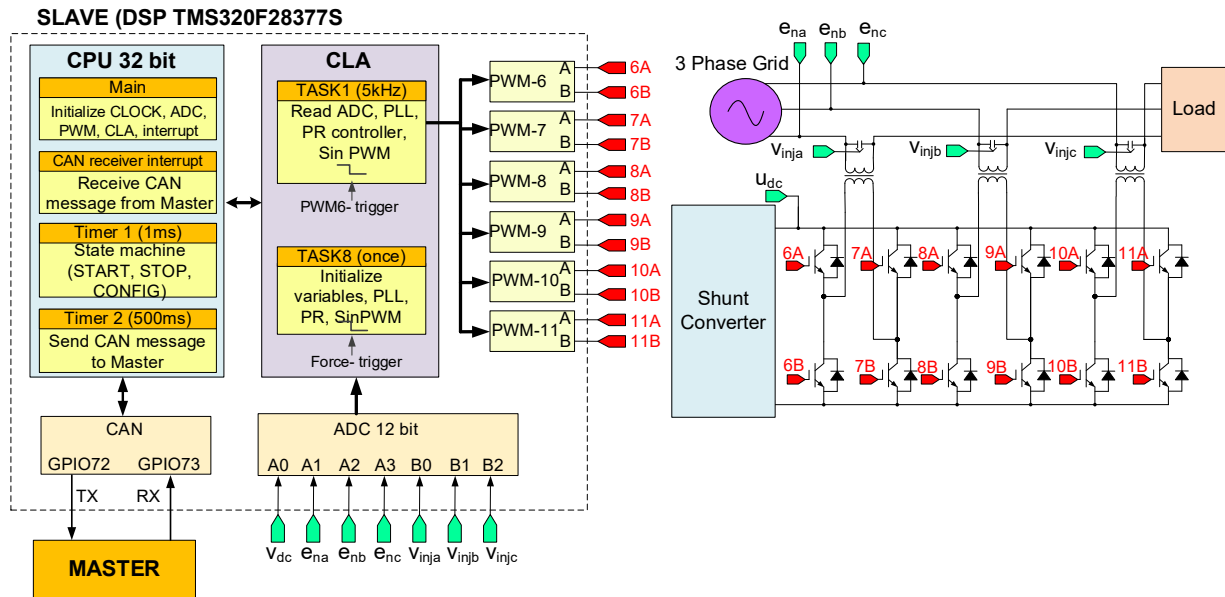 SLAVE (DSP TMS320F28377S
CPU 32 bit
Main
Initialize CLOCK, ADC,
PWM, CLA, interrupt
CAN receiver interrupt
Receive CAN
message from Master
Timer 1 (1ms)
State machine
(START, STOP,
CONFIG)
Timer 2 (500ms)
Send CAN message
to Master
CLA
TASK1 (5kHz)
Read ADC, PLL,
PR controller,
Sin PWM
PWM6- trigger
TASK8 (once)
Initialize
variables, PLL,
PR, SinPWM
Force- trigger
PWM-6 A B
PWM-7 A B
PWM-8 A B
PWM-9 A B
PWM-10 A B
PWM-11 A B
6A
6B
7A
7B
8A
8B
9A
9B
10A
10B
11A
11B
CAN
GPIO72 GPIO73
TX RX
MASTER
ADC 12 bit
A0 A1 A2 A3 B0 B1 B2
vdc ena enb enc vinja vinjb vinjc
ena enb enc
3 Phase Grid
Load
vinja vinjb vinjc
udc
Shunt
Converter
6A 7A 8A 9A 10A 11A
6B 7B 8B 9B 10B 11B